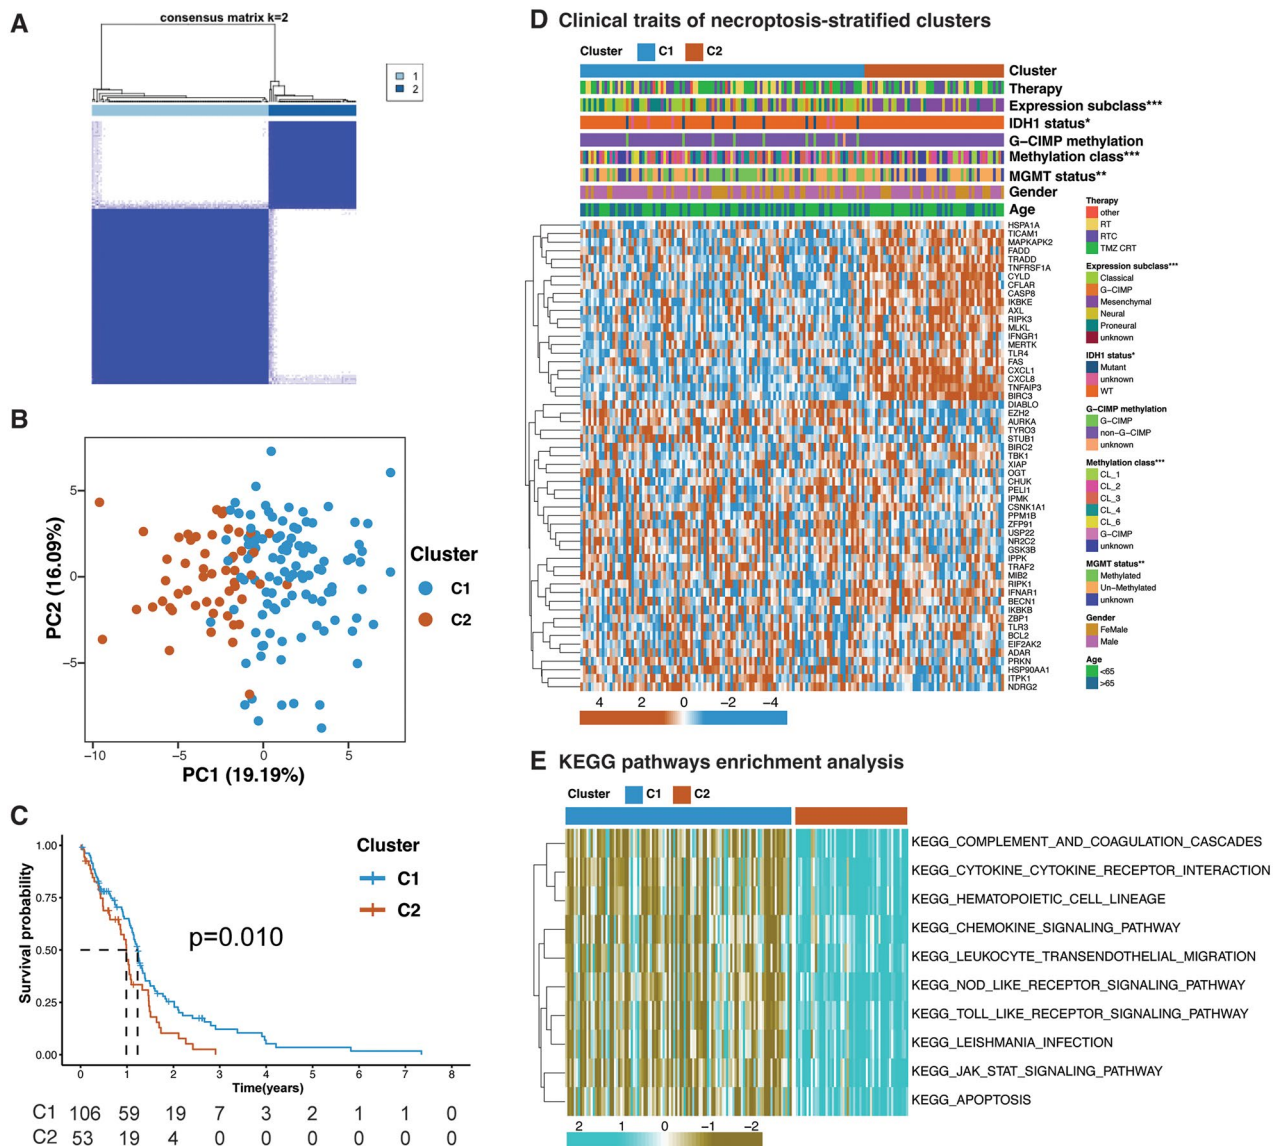 A
consensus matrix k=2
1
2
B
PC2 (16.09%)
5
0
−5
−10
−5
0
5
PC1 (19.19%)
Cluster
C1
C2
C
Survival probability
1.00
0.75
0.50
0.25
0.00
p=0.010
Cluster
C1
C2
0 1 2 3 4 5 6 7 8
Time(years)
C1 106 59 19 7 3 2 1 1 0
C2 53 19 4 0 0 0 0 0 0
D Clinical traits of necroptosis-stratified clusters
Cluster C1 C2
Cluster
Therapy
Expression subclass***
IDH1 status*
G−CIMP methylation
Methylation class***
MGMT status**
Gender
Age
HSPA1A
TICAM1
MAPKAPK2
FADD
TRADD
TNFRSF1A
CYLD
CFLAR
CASP8
IKBKE
AXL
RIPK3
MLKL
IFNGR1
MERTK
TLR4
FAS
CXCL1
CXCL8
TNFAIP3
BIRC3
DIABLO
EZH2
AURKA
TYRO3
STUB1
BIRC2
TBK1
XIAP
OGT
CHUK
PELI1
IPMK
CSNK1A1
PPM1B
ZFP91
USP22
NR2C2
GSK3B
IPPK
TRAF2
MIB2
RIPK1
IFNAR1
BECN1
IKBKB
ZBP1
TLR3
BCL2
EIF2AK2
ADAR
PRKN
HSP90AA1
ITPK1
NDRG2
4 2 0 −2 −4
Therapy
other
RT
RTC
TMZ CRT
Expression subclass***
Classical
G−CIMP
Mesenchymal
Neural
Proneural
unknown
IDH1 status*
Mutant
unknown
WT
G−CIMP methylation
G−CIMP
non−G−CIMP
unknown
Methylation class***
CL_1
CL_2
CL_3
CL_4
CL_6
G−CIMP
unknown
MGMT status**
Methylated
Un−Methylated
unknown
Gender
FeMale
Male
Age
<65
>65
E KEGG pathways enrichment analysis
Cluster C1 C2
KEGG_COMPLEMENT_AND_COAGULATION_CASCADES
KEGG_CYTOKINE_CYTOKINE_RECEPTOR_INTERACTION
KEGG_HEMATOPOIETIC_CELL_LINEAGE
KEGG_CHEMOKINE_SIGNALING_PATHWAY
KEGG_LEUKOCYTE_TRANSENDOTHELIAL_MIGRATION
KEGG_NOD_LIKE_RECEPTOR_SIGNALING_PATHWAY
KEGG_TOLL_LIKE_RECEPTOR_SIGNALING_PATHWAY
KEGG_LEISHMANIA_INFECTION
KEGG_JAK_STAT_SIGNALING_PATHWAY
KEGG_APOPTOSIS
2 1 0 −1 −2